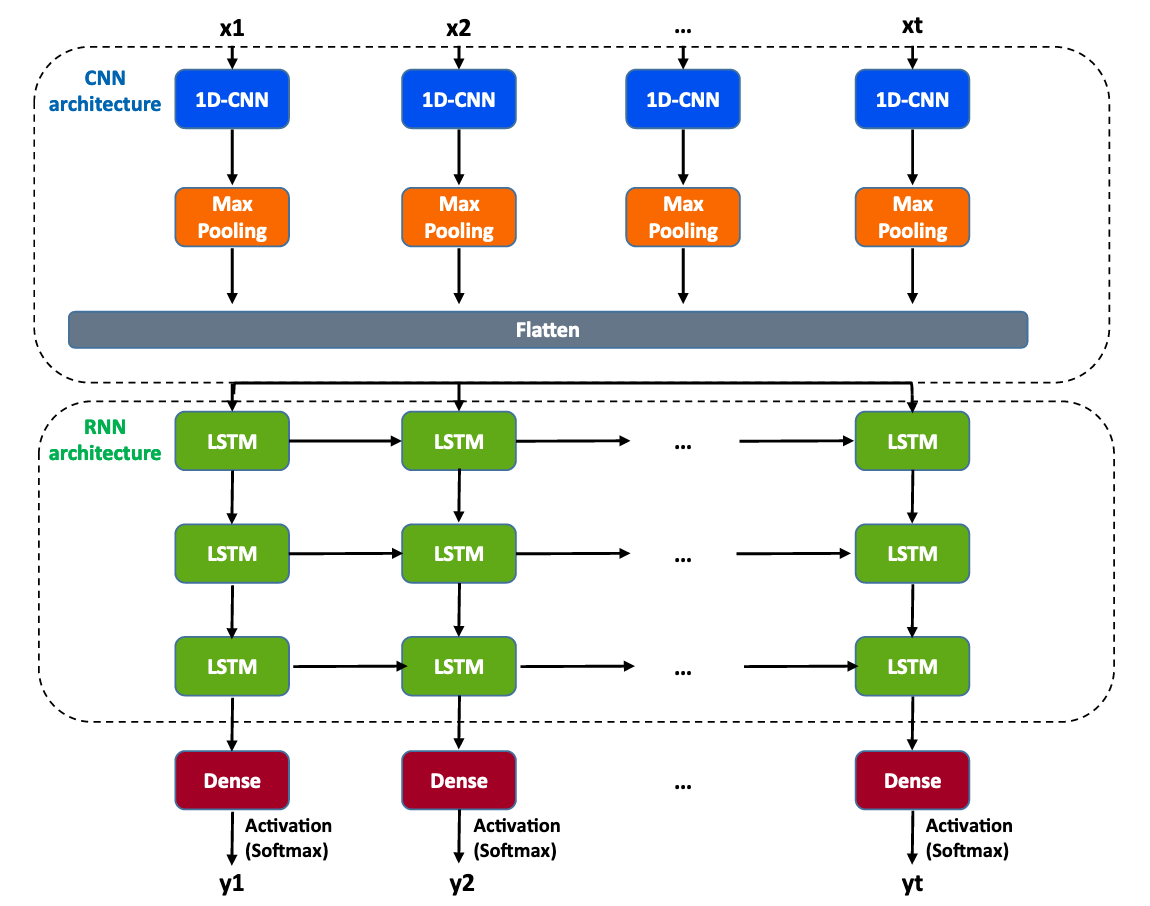 x1 x2 ... xt
CNN
architecture
1D-CNN 1D-CNN 1D-CNN 1D-CNN
Max Max Max Max
Pooling Pooling Pooling Pooling
Flatten
RNN
architecture
LSTM LSTM ... LSTM
LSTM LSTM ... LSTM
LSTM LSTM ... LSTM
Dense Dense ... Dense
Activation Activation Activation
(Softmax) (Softmax) (Softmax)
y1 y2 yt